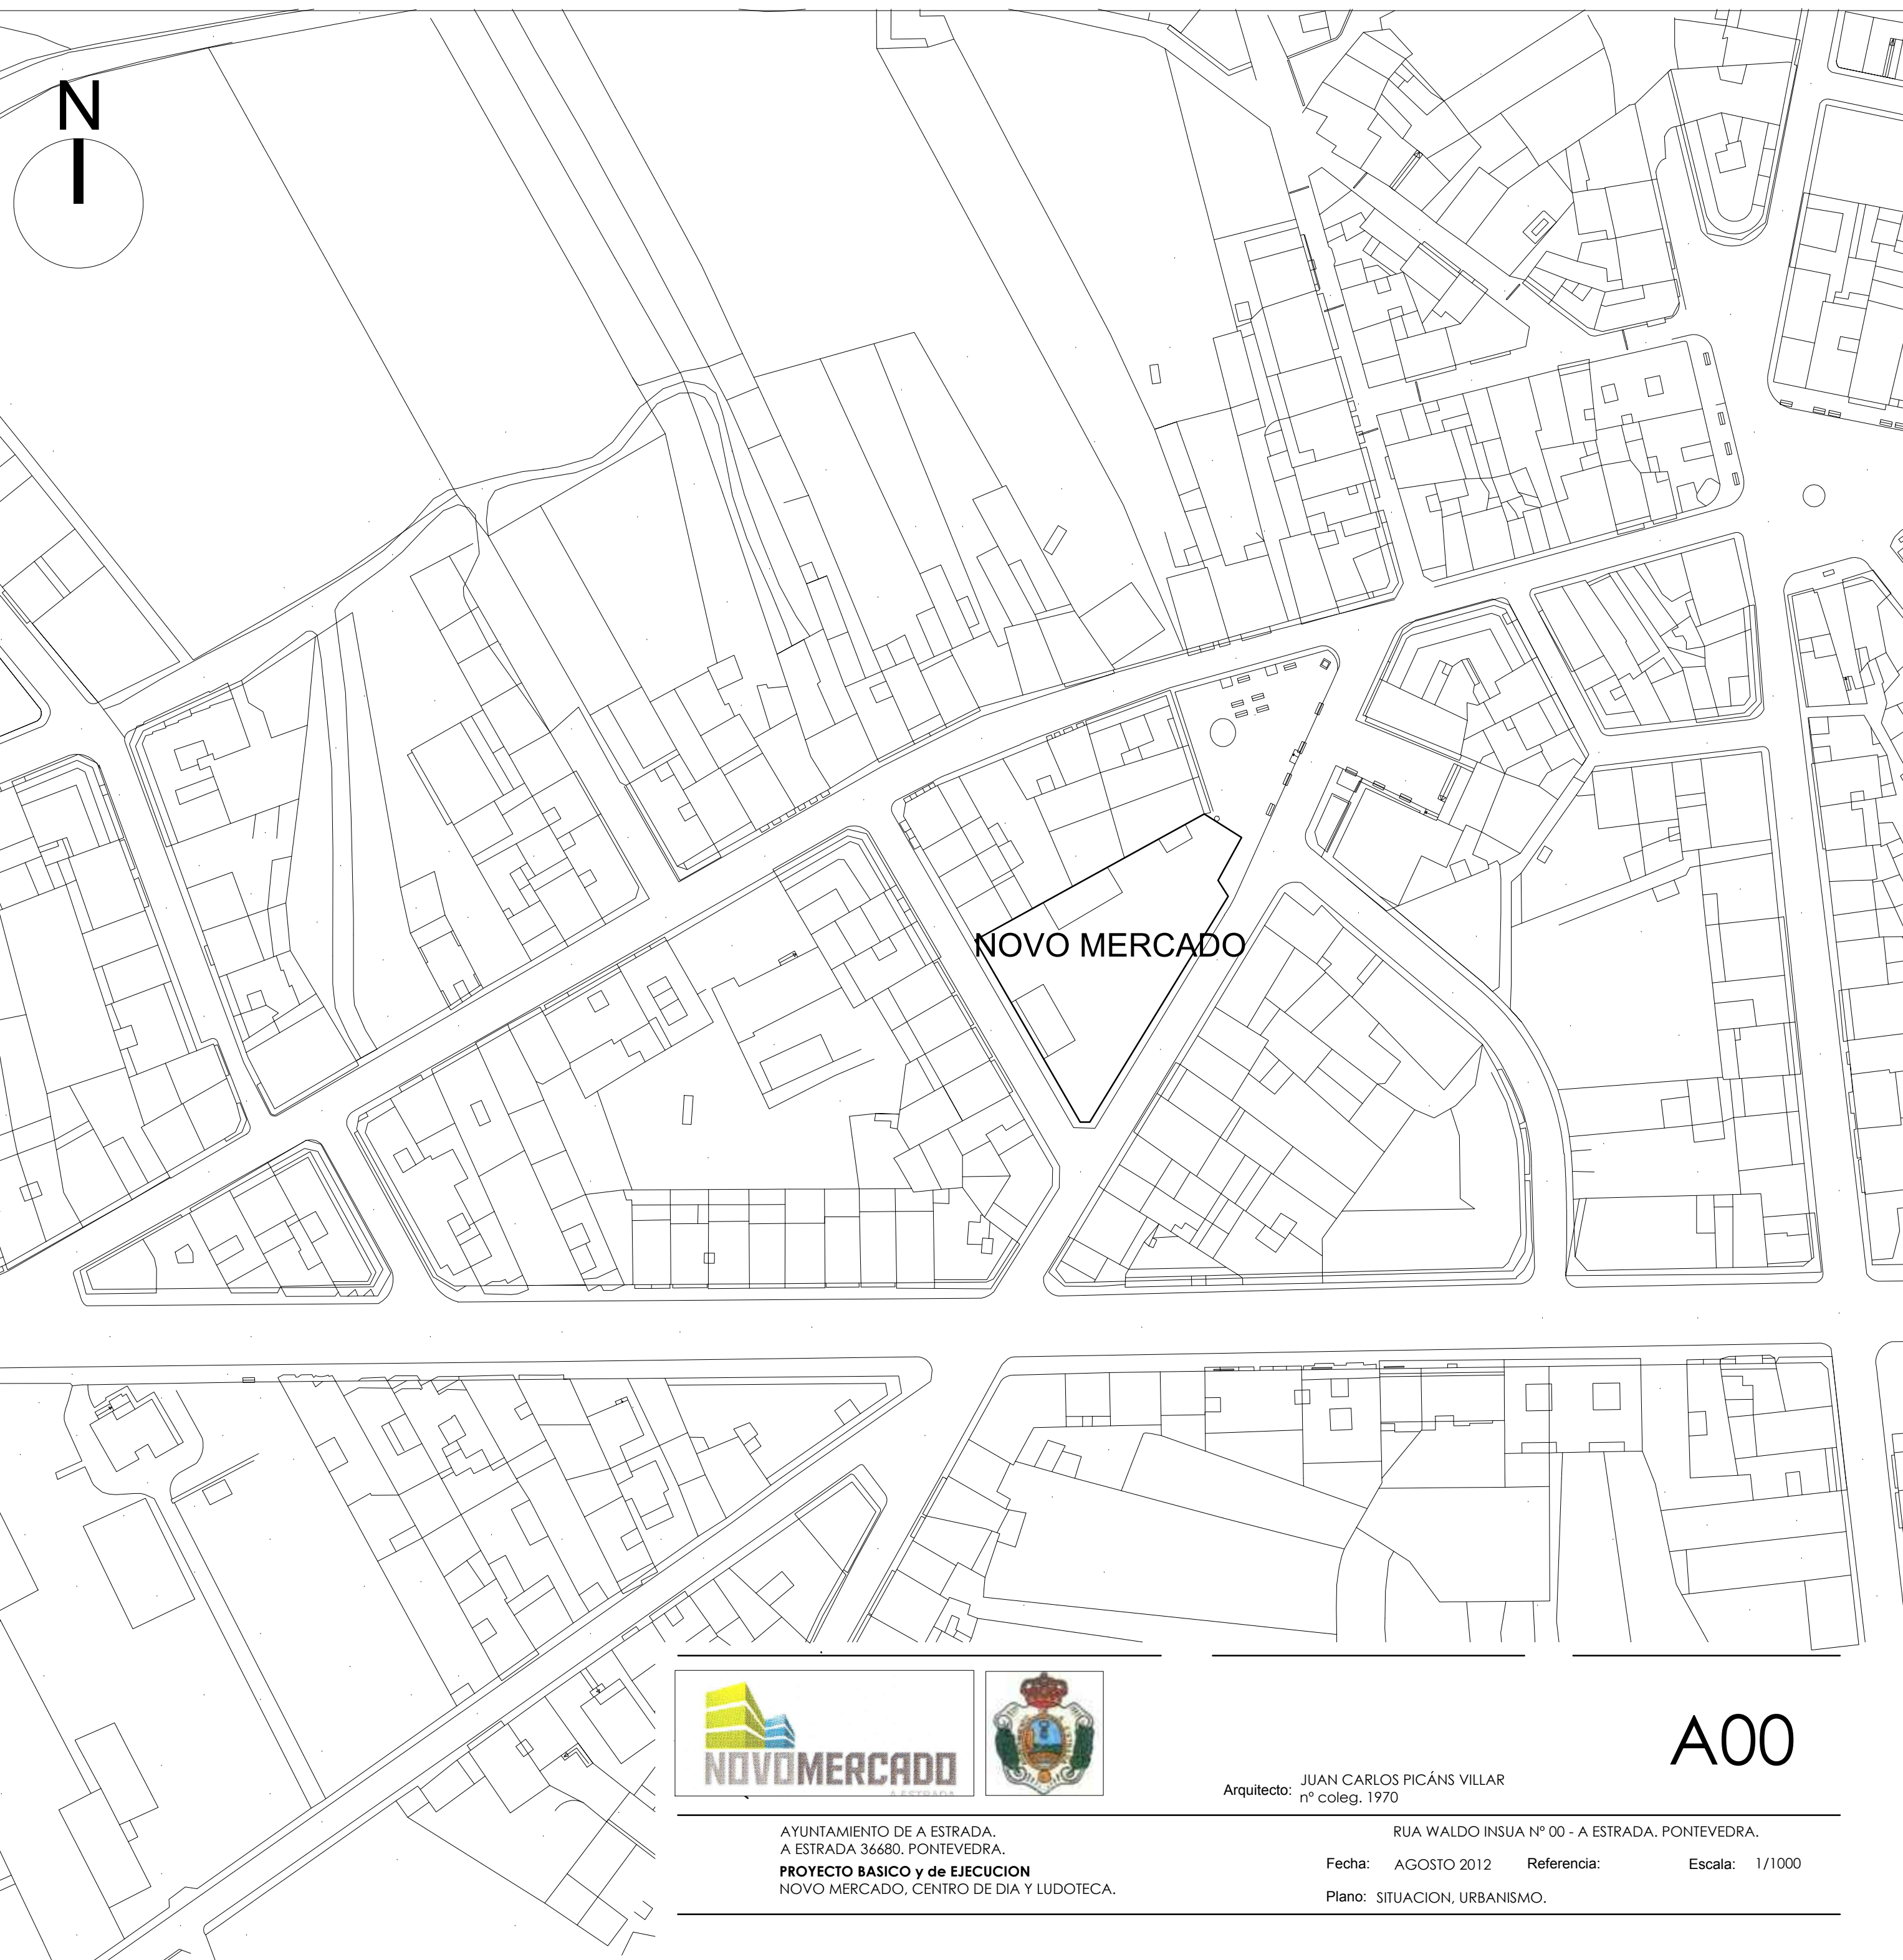 N
NOVO MERCADO
NOVOMERCADO
A ESTRADA
A00
Arquitecto: JUAN CARLOS PICÁNS VILLAR
nº coleg. 1970
AYUNTAMIENTO DE A ESTRADA.
A ESTRADA 36680. PONTEVEDRA.
PROYECTO BASICO y de EJECUCION
NOVO MERCADO, CENTRO DE DIA Y LUDOTECA.
RUA WALDO INSUA Nº 00 - A ESTRADA. PONTEVEDRA.
Fecha: AGOSTO 2012 Referencia: Escala: 1/1000
Plano: SITUACION, URBANISMO.